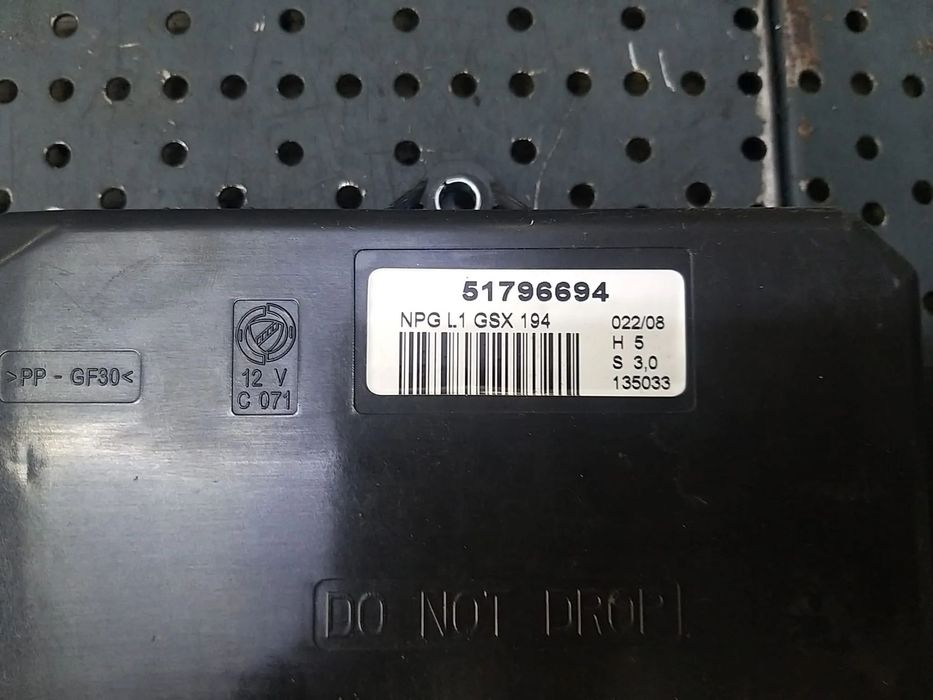 51796694
NPG L1 GSX 194
022/08
H 5
S 3,0
135033
>PP - GF30<
12 V
C 071
DO NOT DROP